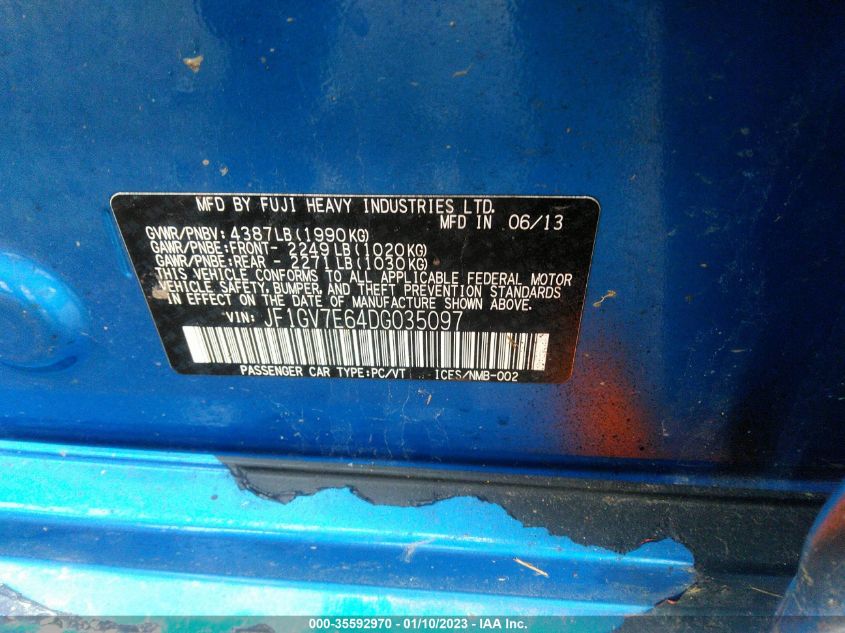 MFD BY FUJI HEAVY INDUSTRIES LTD.
MFD IN 06/13
GVWR/PNBV: 4387LB(1990KG)
GAWR/PNBE:FRONT- 2249LB(1020KG)
GAWR/PNBE:REAR - 2271LB(1030KG)
THIS VEHICLE CONFORMS TO ALL APPLICABLE FEDERAL MOTOR
VEHICLE SAFETY, BUMPER, AND THEFT PREVENTION STANDARDS
IN EFFECT ON THE DATE OF MANUFACTURE SHOWN ABOVE.
VIN: JF1GV7E64DG035097
PASSENGER CAR TYPE:PC/VT ICES/NMB-002
000-35592970 - 01/10/2023 - IAA Inc.